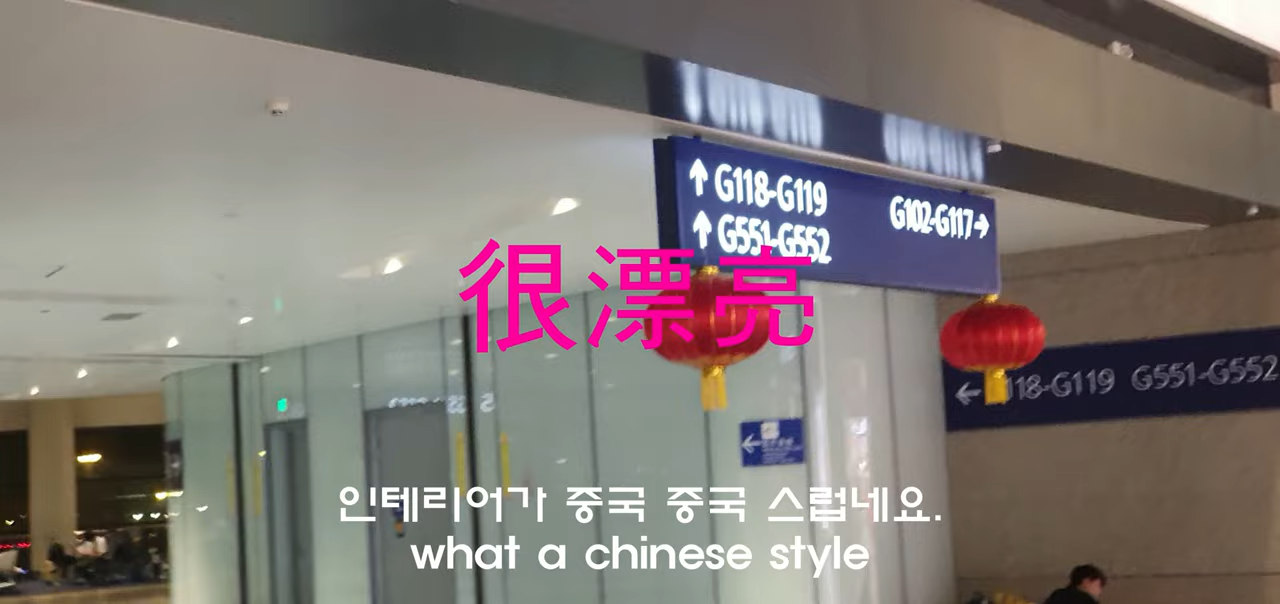 ↑ G118-G119
↑ G551-G552
G102-G117 →
很漂亮
← 118-G119 G551-G552
인테리어가 중국 중국 스럽네요.
what a chinese style